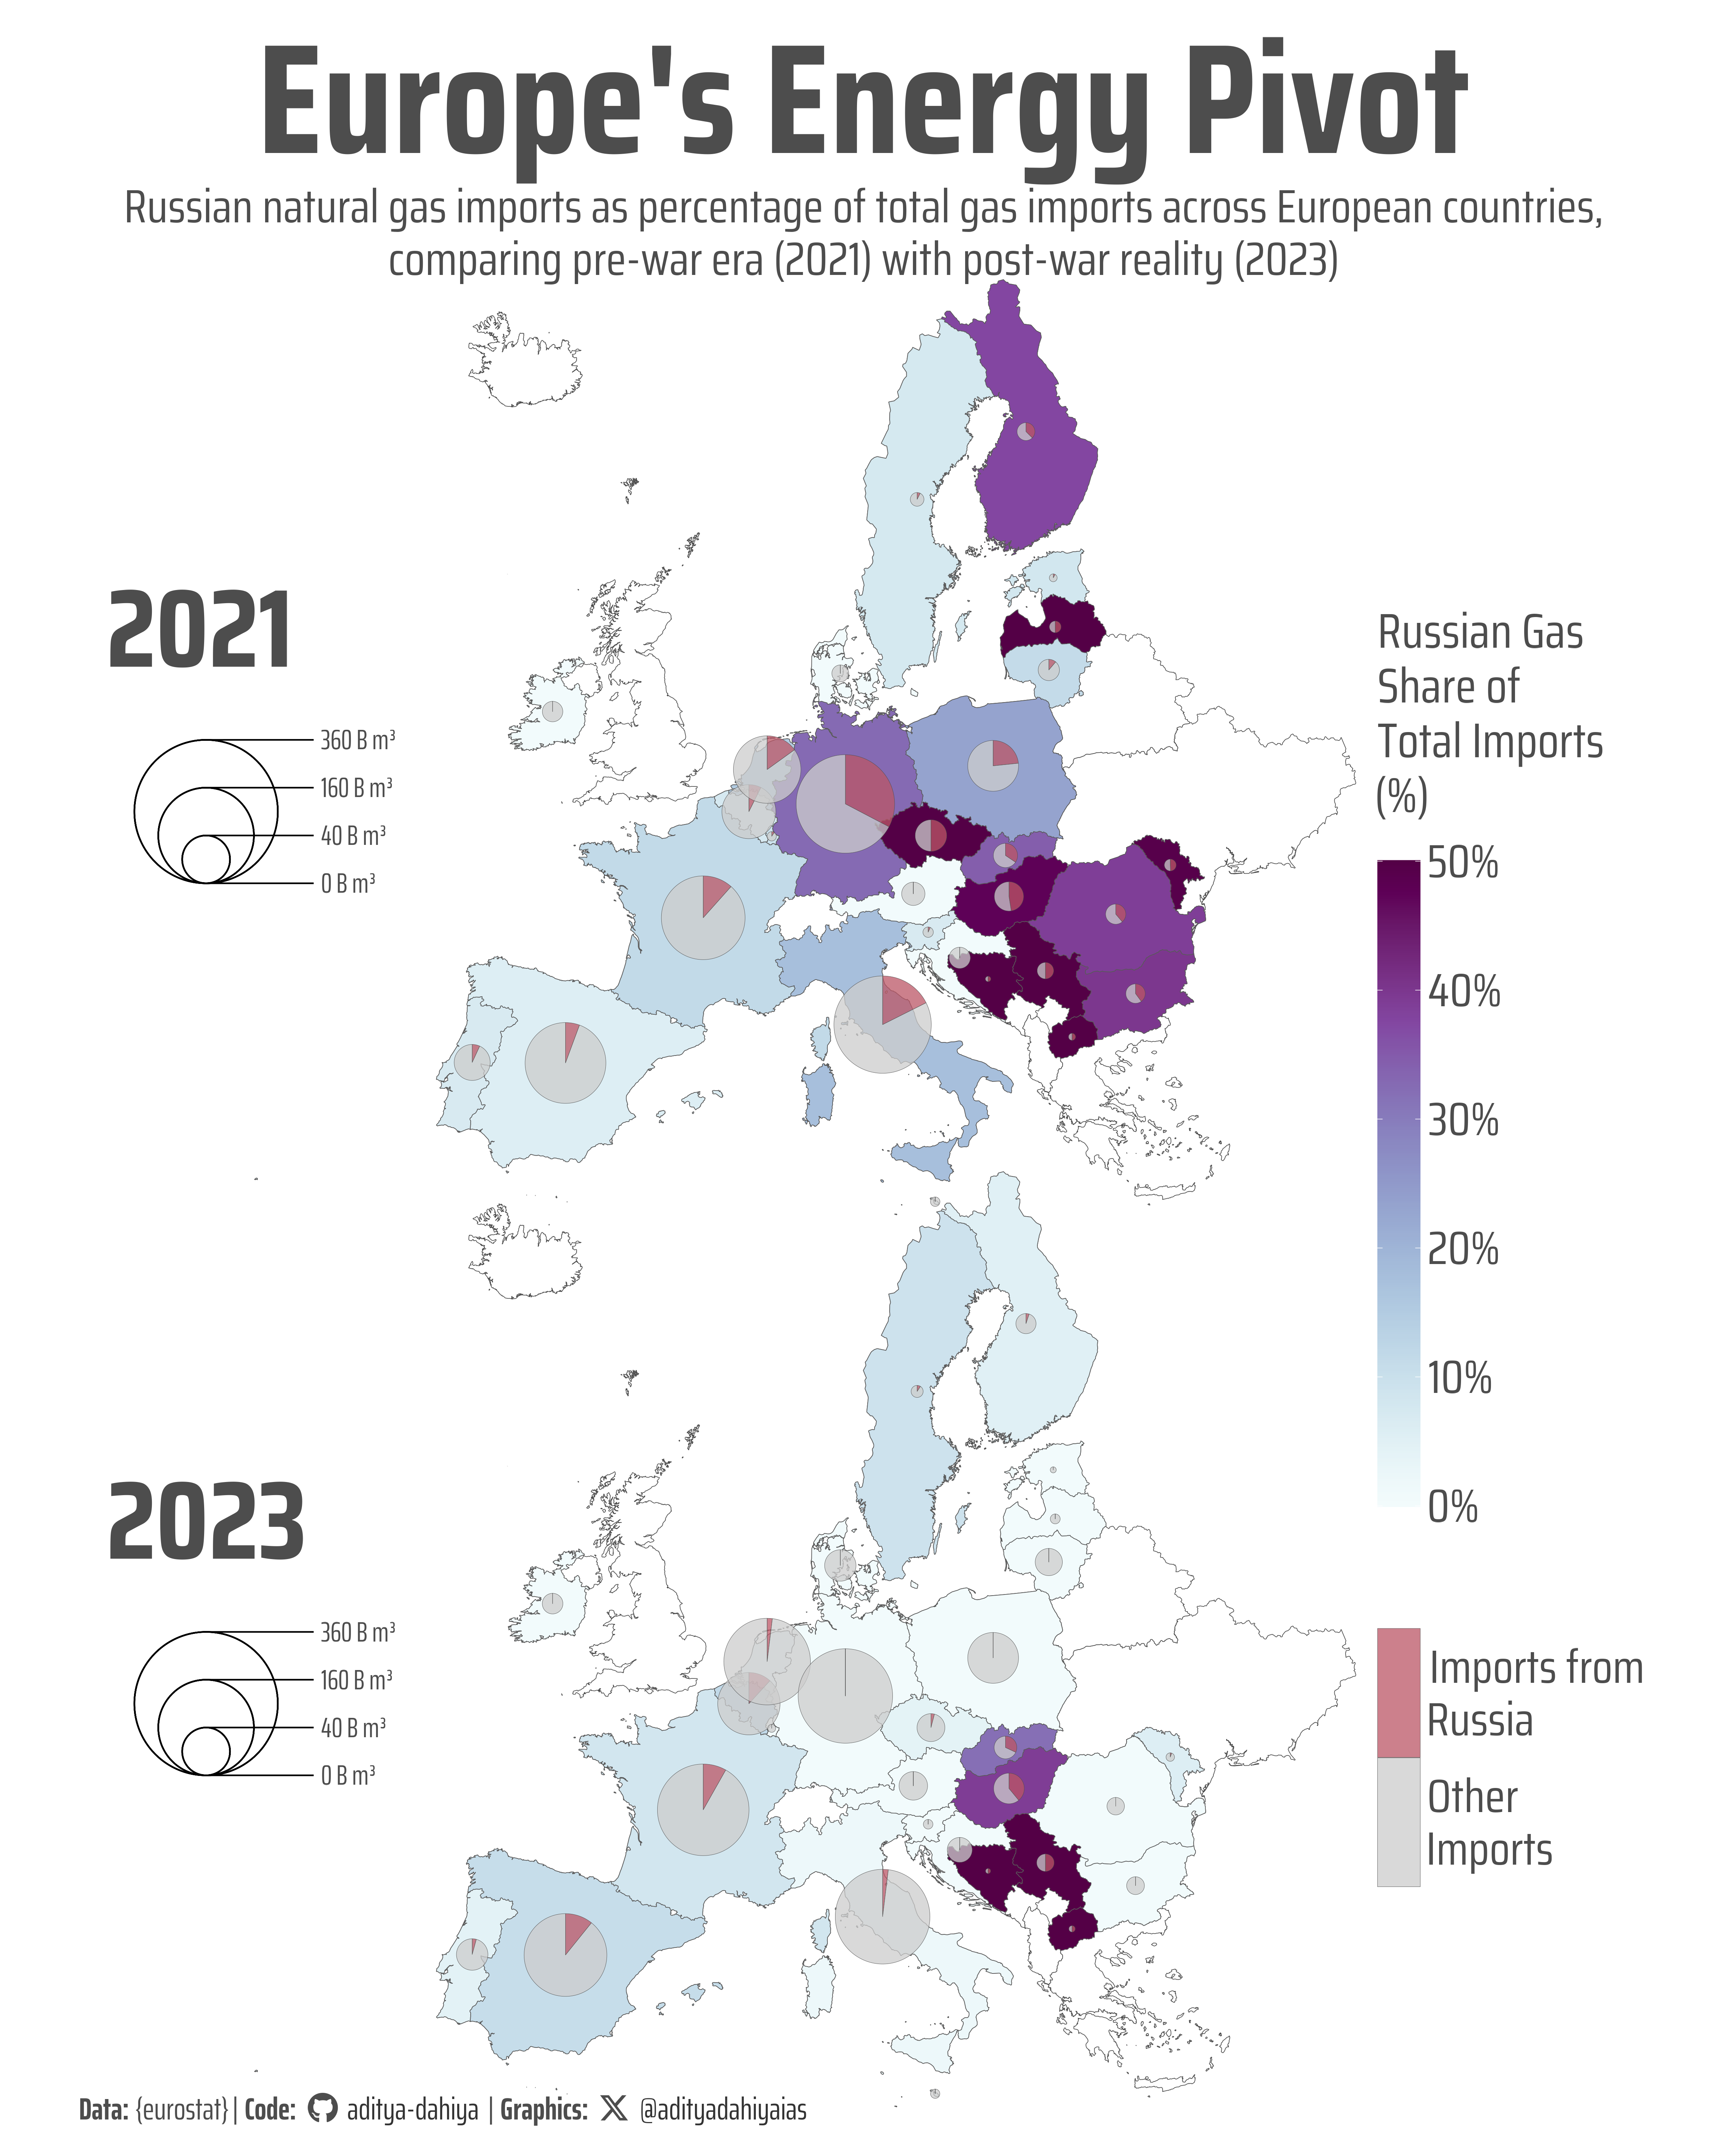 Europe's Energy Pivot
Russian natural gas imports as percentage of total gas imports across European countries,
comparing pre-war era (2021) with post-war reality (2023)
2021
360 B m³
160 B m³
40 B m³
0 B m³
Russian Gas
Share of
Total Imports
(%)
50%
40%
30%
20%
10%
0%
2023
360 B m³
160 B m³
40 B m³
0 B m³
Imports from
Russia
Other
Imports
Data: {eurostat} | Code: aditya-dahiya | Graphics: @adityadahiyaias